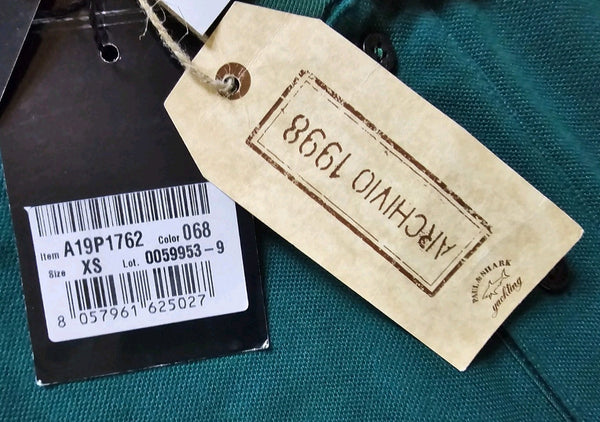 Item A19P1762 Color 068
Size XS Lot. 0059953-9
8 057961 625027
ARCHIVIO 1998
PAUL & SHARK
yachting